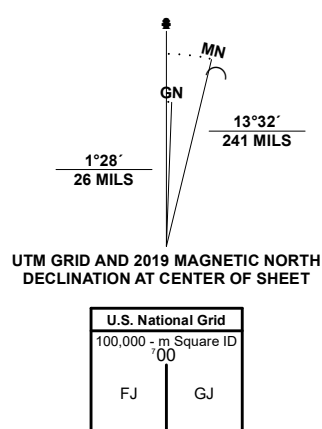 MN
GN
13°32´
241 MILS
1°28´
26 MILS
UTM GRID AND 2019 MAGNETIC NORTH
DECLINATION AT CENTER OF SHEET
U.S. National Grid
100,000 - m Square ID
⁷00
FJ GJ